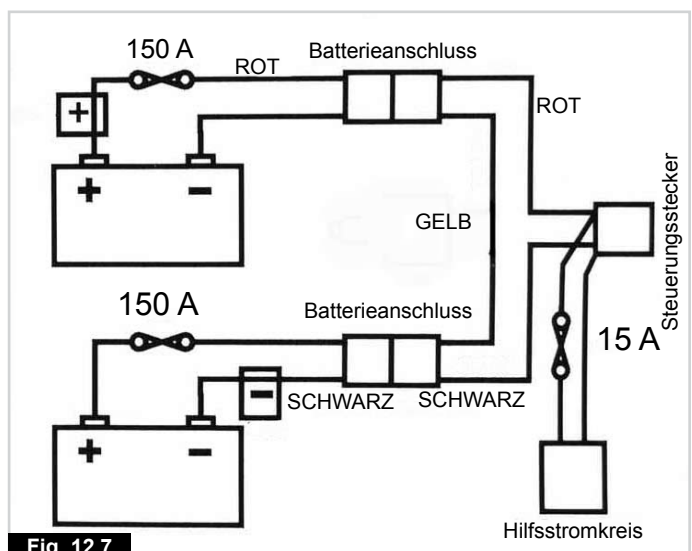 150 A
Batterieanschluss
ROT
ROT
+
+ -
Steuerungsstecker
GELB
150 A
Batterieanschluss
15 A
-
SCHWARZ SCHWARZ
+ -
Hilfsstromkreis
Fig. 12.7